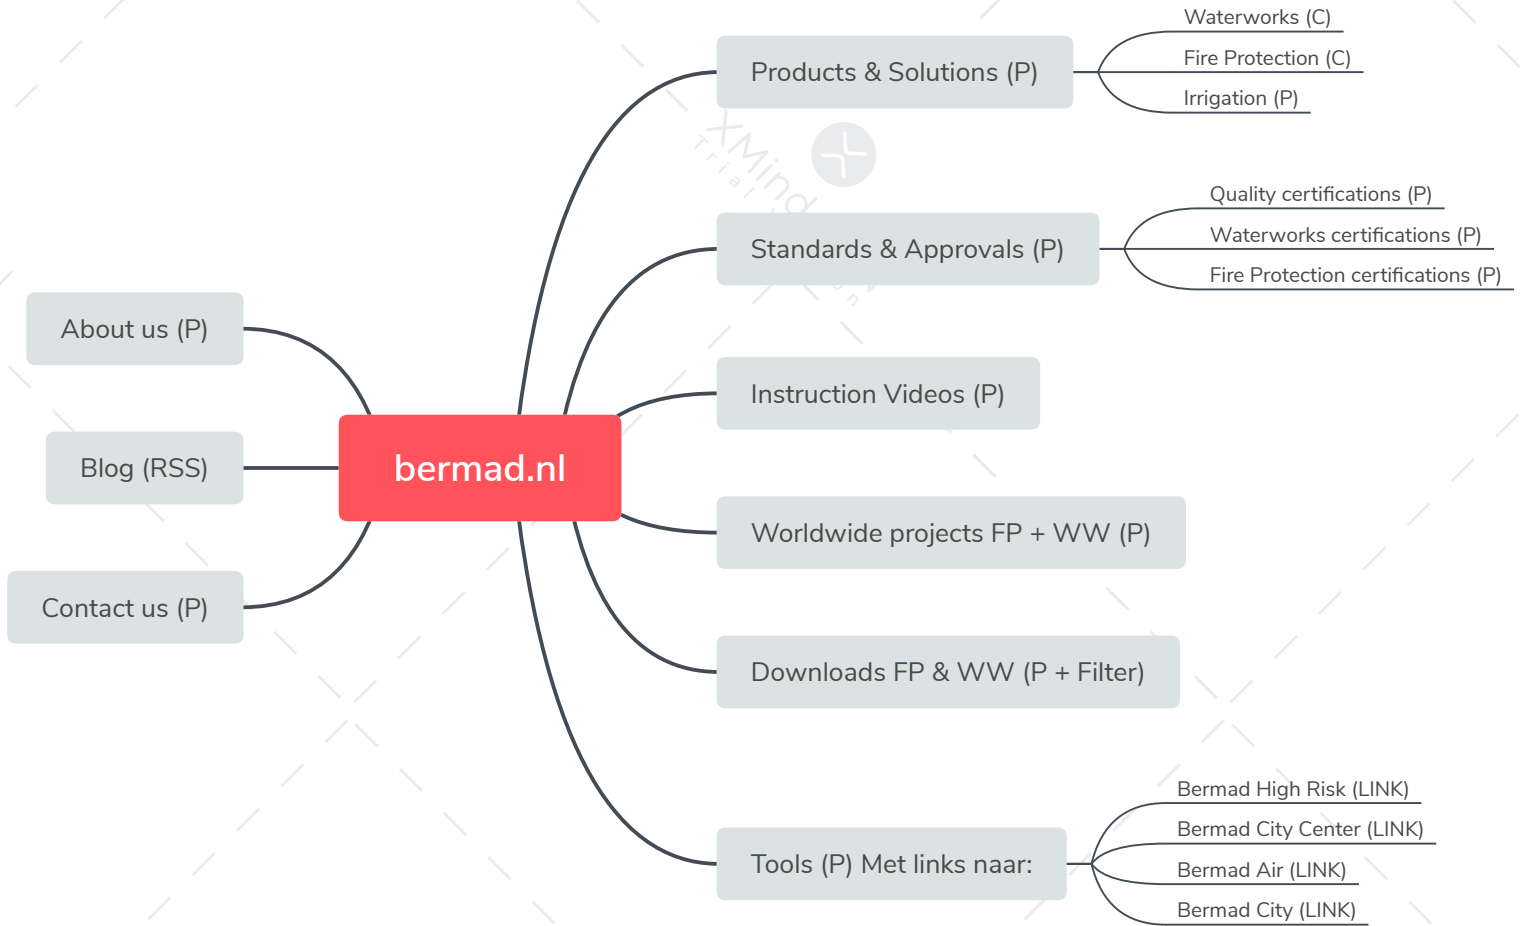 Products & Solutions (P)
Waterworks (C)
Fire Protection (C)
Irrigation (P)
XMind
Trial
Standards & Approvals (P)
Quality certifications (P)
Waterworks certifications (P)
Fire Protection certifications (P)
Instruction Videos (P)
Worldwide projects FP + WW (P)
Downloads FP & WW (P + Filter)
Tools (P) Met links naar:
Bermad High Risk (LINK)
Bermad City Center (LINK)
Bermad Air (LINK)
Bermad City (LINK)
bermad.nl
About us (P)
Blog (RSS)
Contact us (P)